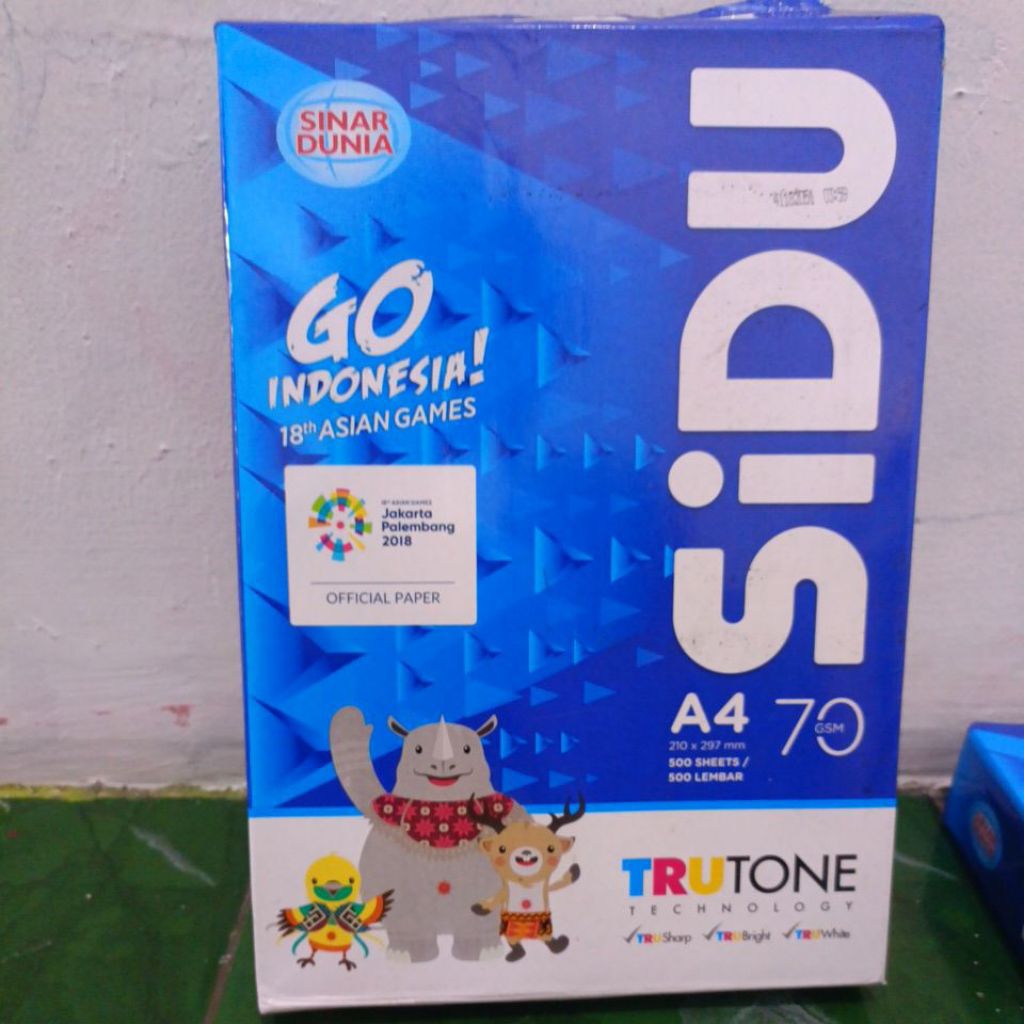 SINAR
DUNIA
GO
INDONESIA!
18th ASIAN GAMES
18th ASIAN GAMES
Jakarta
Palembang
2018
OFFICIAL PAPER
SiDU
A4
210 x 297 mm
500 SHEETS /
500 LEMBAR
70
GSM
TRUTONE
TECHNOLOGY
TRUSharp TRUBright TRUWhite